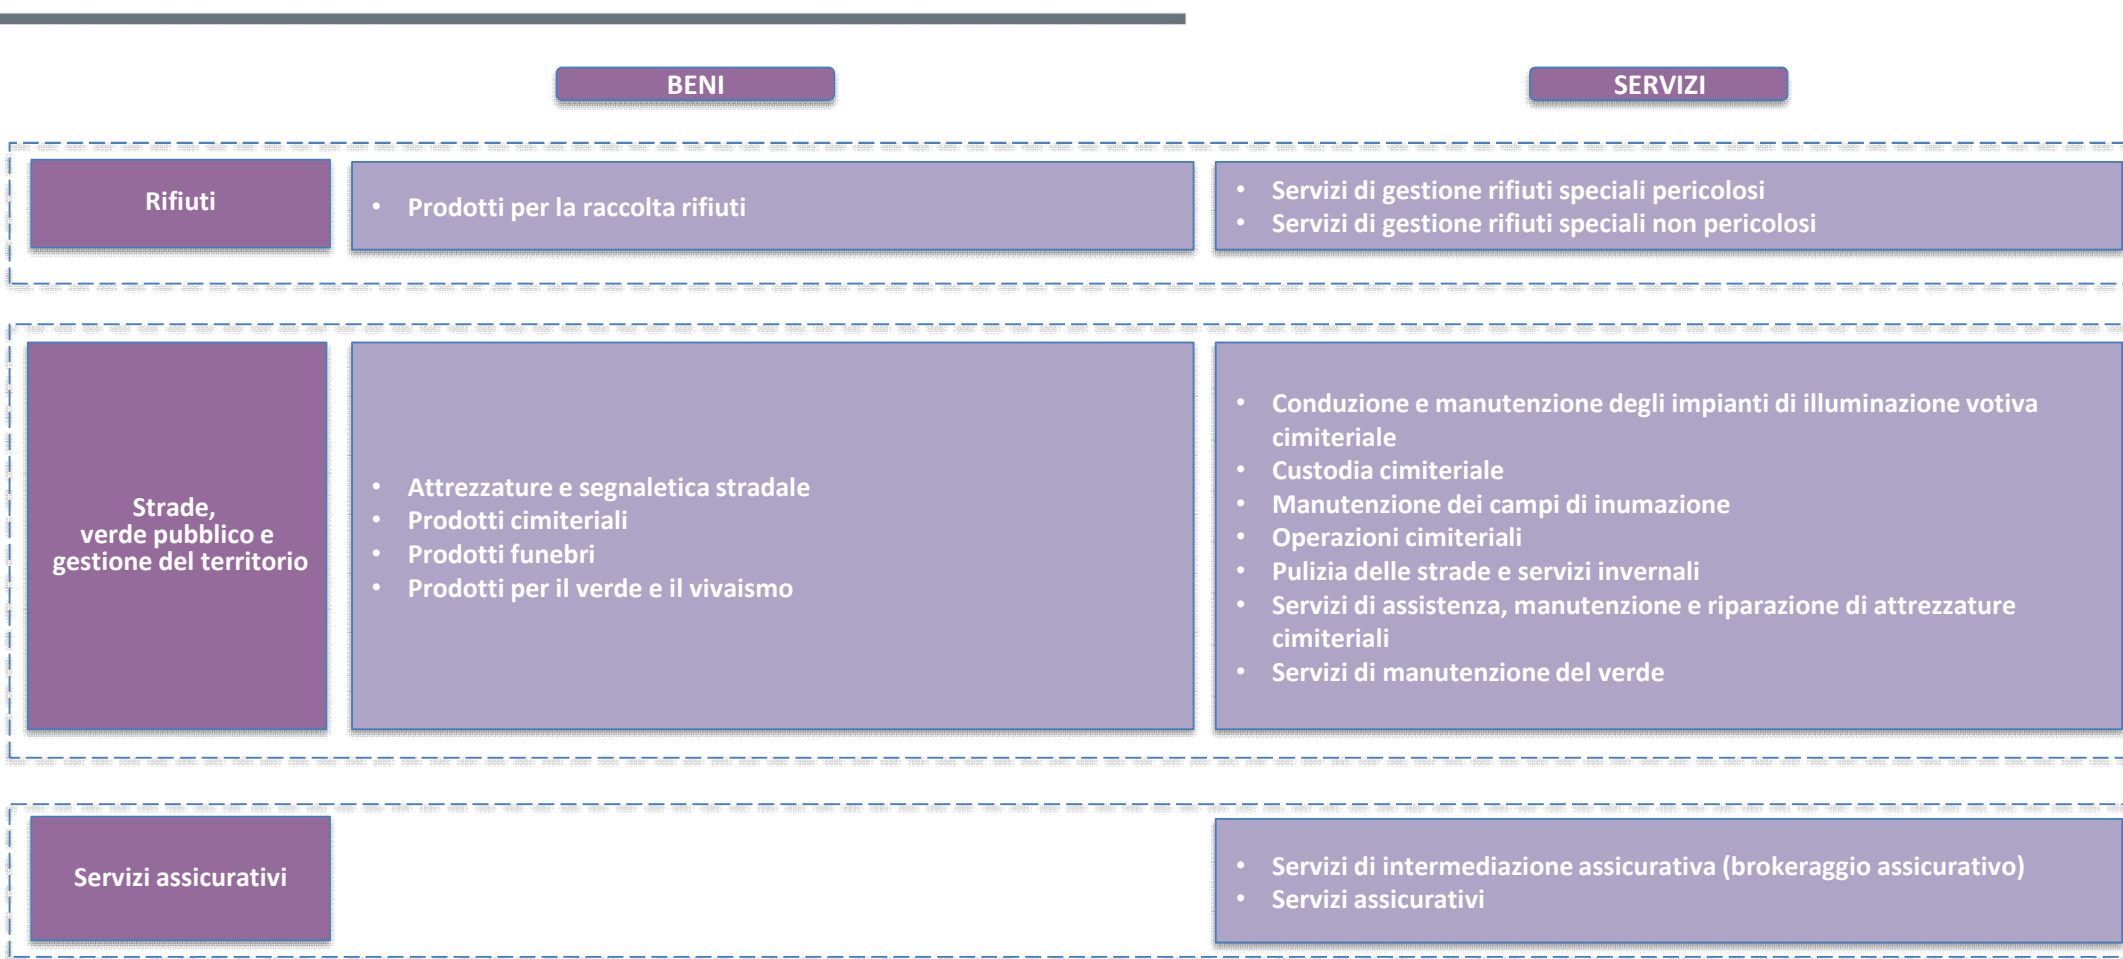 BENI
SERVIZI
Rifiuti
• Prodotti per la raccolta rifiuti
• Servizi di gestione rifiuti speciali pericolosi
• Servizi di gestione rifiuti speciali non pericolosi
Strade,
verde pubblico e
gestione del territorio
• Attrezzature e segnaletica stradale
• Prodotti cimiteriali
• Prodotti funebri
• Prodotti per il verde e il vivaismo
• Conduzione e manutenzione degli impianti di illuminazione votiva
cimiteriale
• Custodia cimiteriale
• Manutenzione dei campi di inumazione
• Operazioni cimiteriali
• Pulizia delle strade e servizi invernali
• Servizi di assistenza, manutenzione e riparazione di attrezzature
cimiteriali
• Servizi di manutenzione del verde
Servizi assicurativi
• Servizi di intermediazione assicurativa (brokeraggio assicurativo)
• Servizi assicurativi